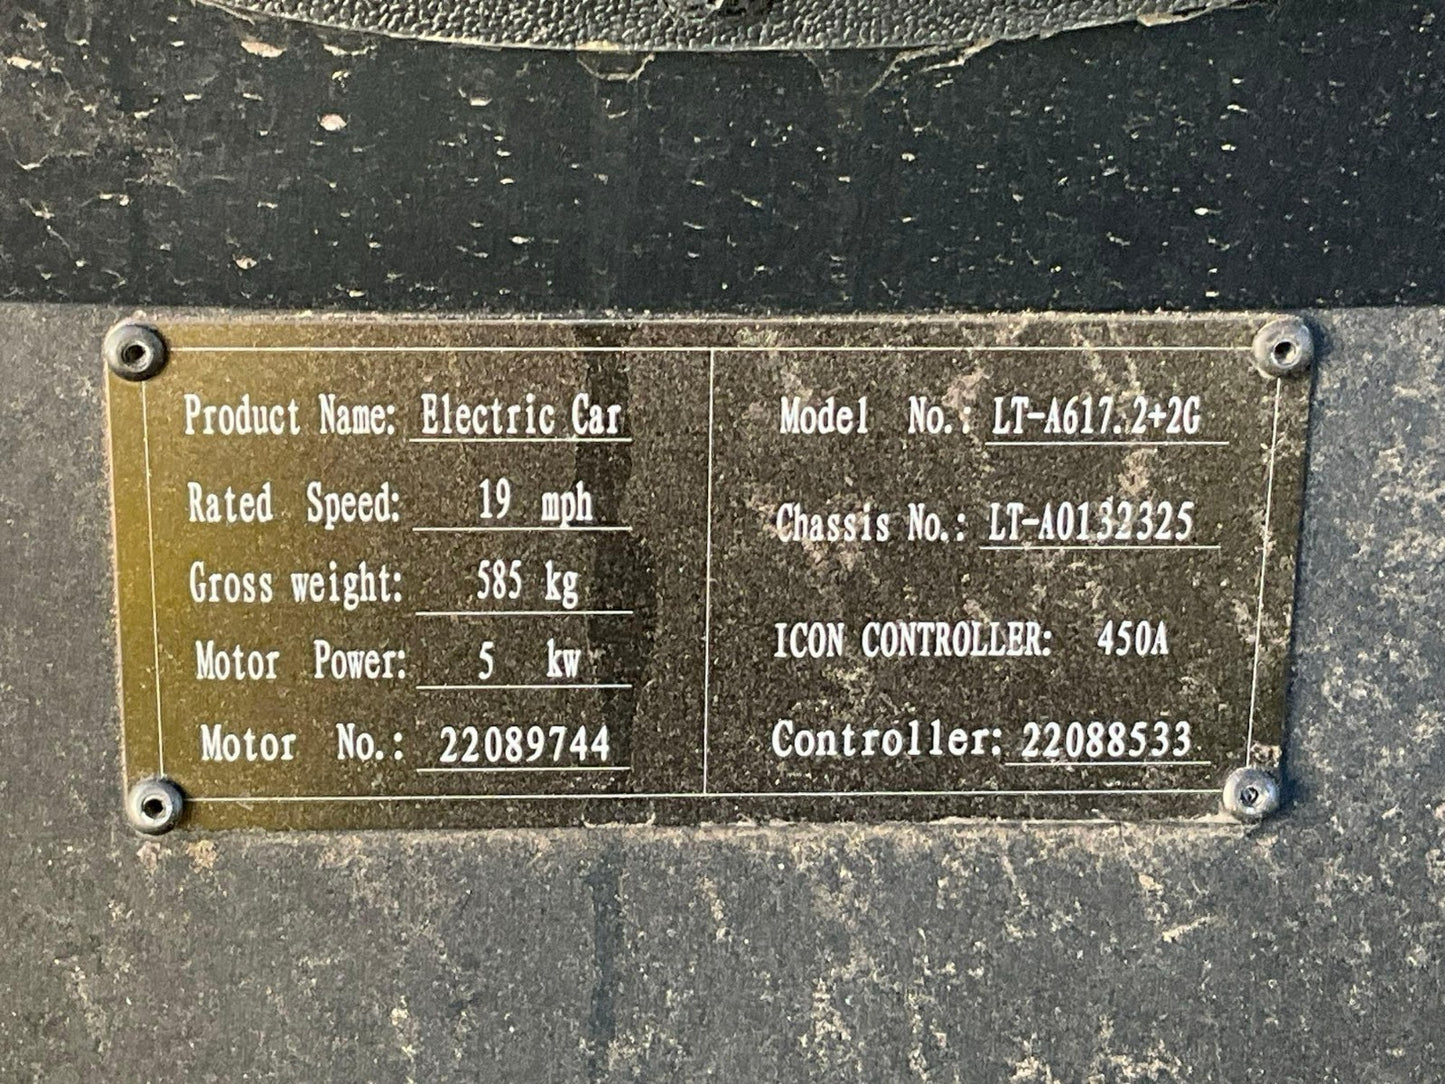 Product Name: Electric Car
Rated Speed: 19 mph
Gross weight: 585 kg
Motor Power: 5 kw
Motor No.: 22089744
Model No.: LT-A617.2+2G
Chassis No.: LT-A0132325
ICON CONTROLLER: 450A
Controller: 22088533